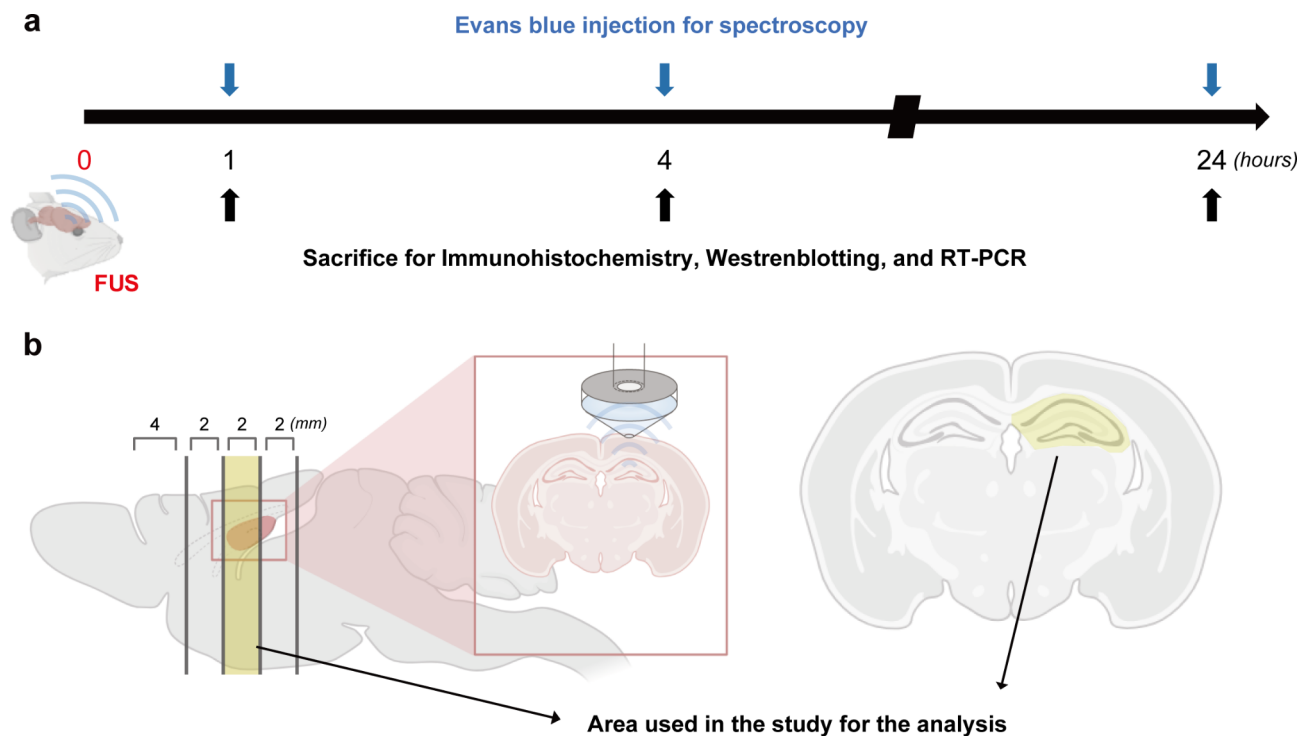 a
Evans blue injection for spectroscopy
0 1 4 24 (hours)
FUS
Sacrifice for Immunohistochemistry, Westrenblotting, and RT-PCR
b
4 2 2 2 (mm)
Area used in the study for the analysis